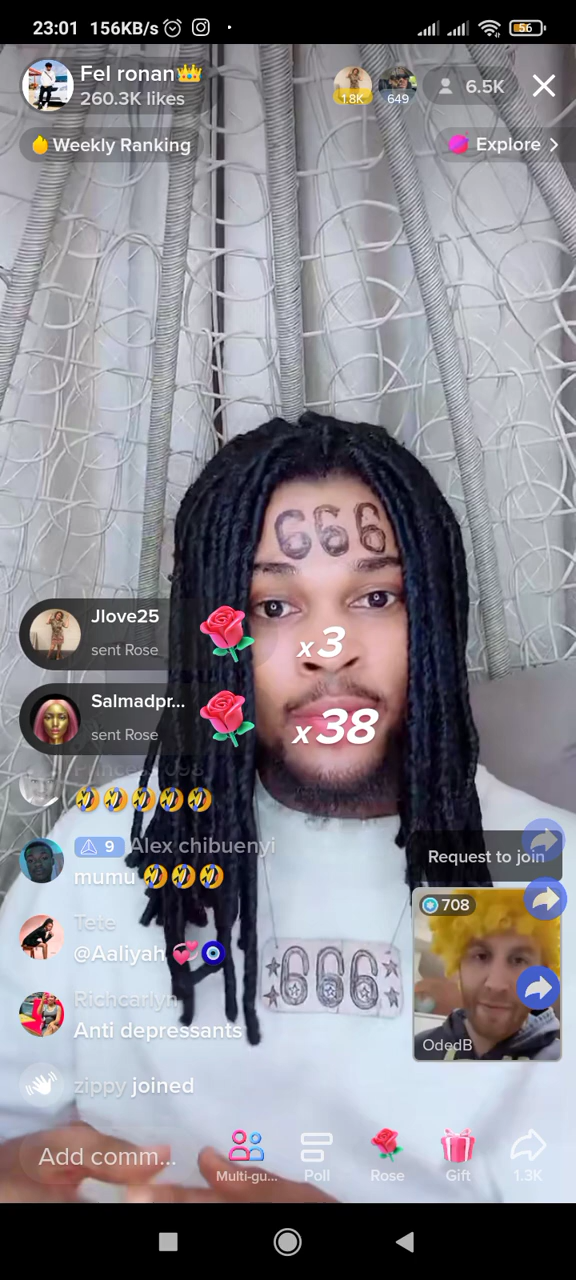 23:01 156KB/s 56
Fel ronan👑
260.3K likes
1.8K
649
6.5K
Weekly Ranking
Explore >
666
Jlove25
sent Rose
x3
Salmadpr...
sent Rose
x38
🤣🤣🤣🤣🤣
9 Alex chibuenyi
mumu 🤣🤣🤣
Request to join
708
Tete
@Aaliyah 💞🧿
666
Richcarlyn
Anti depressants
OdedB
zippy joined
Add comm...
Multi-gu...
Poll
Rose
Gift
1.3K